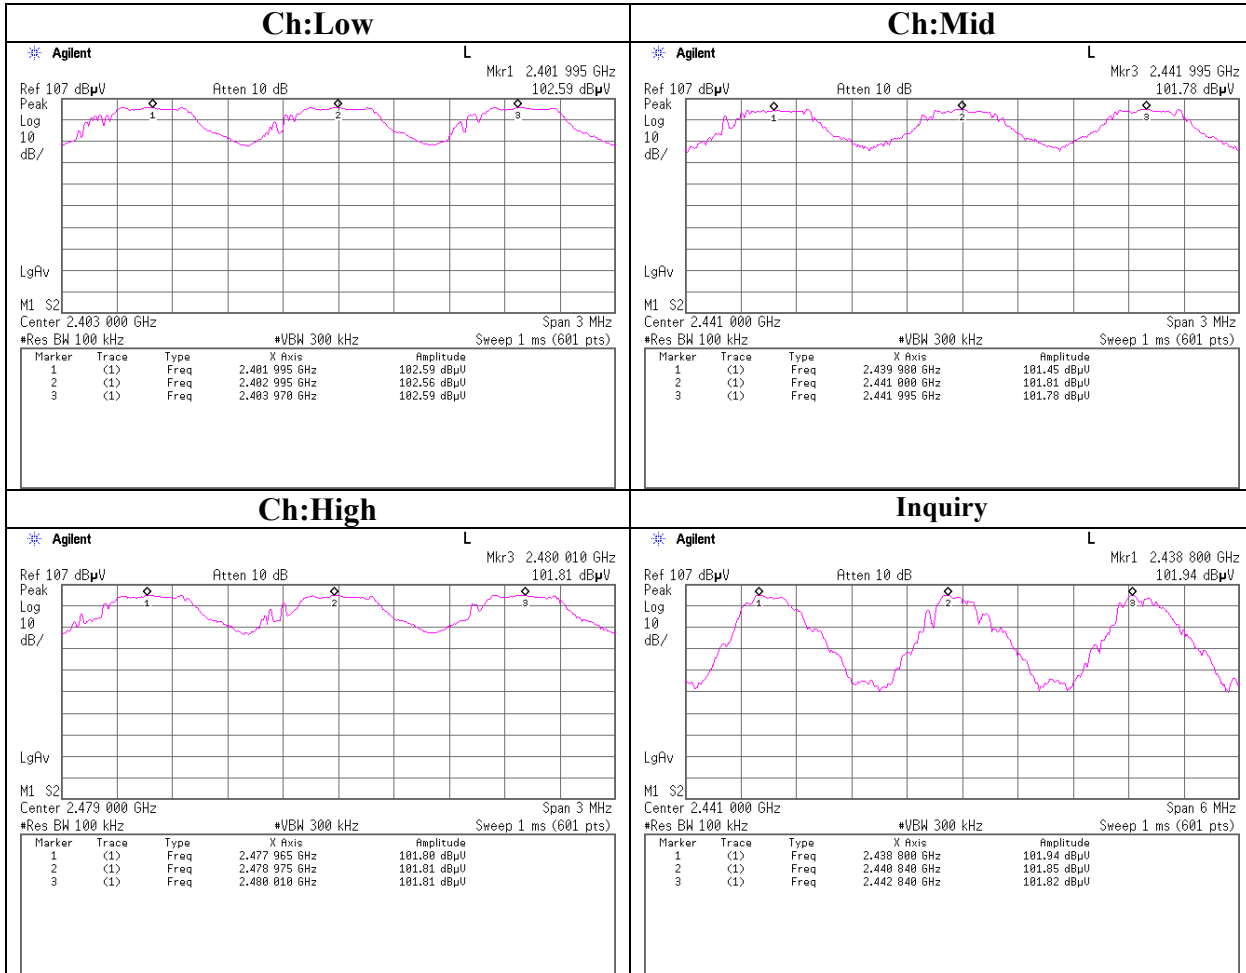 Ch:Low
Agilent
L
Mkr1 2.401 995 GHz
Ref 107 dBµV
Atten 10 dB
102.59 dBµV
Peak
Log
10
dB/
1
2
3
LgAv
M1 S2
Center 2.403 000 GHz
Span 3 MHz
#Res BW 100 kHz
#VBW 300 kHz
Sweep 1 ms (601 pts)
Marker Trace Type X Axis Amplitude
1 (1) Freq 2.401 995 GHz 102.59 dBµV
2 (1) Freq 2.402 995 GHz 102.56 dBµV
3 (1) Freq 2.403 970 GHz 102.59 dBµV
Ch:Mid
Agilent
L
Mkr3 2.441 995 GHz
Ref 107 dBµV
Atten 10 dB
101.78 dBµV
Peak
Log
10
dB/
1
2
3
LgAv
M1 S2
Center 2.441 000 GHz
Span 3 MHz
#Res BW 100 kHz
#VBW 300 kHz
Sweep 1 ms (601 pts)
Marker Trace Type X Axis Amplitude
1 (1) Freq 2.439 980 GHz 101.45 dBµV
2 (1) Freq 2.441 000 GHz 101.81 dBµV
3 (1) Freq 2.441 995 GHz 101.78 dBµV
Ch:High
Agilent
L
Mkr3 2.480 010 GHz
Ref 107 dBµV
Atten 10 dB
101.81 dBµV
Peak
Log
10
dB/
1
2
3
LgAv
M1 S2
Center 2.479 000 GHz
Span 3 MHz
#Res BW 100 kHz
#VBW 300 kHz
Sweep 1 ms (601 pts)
Marker Trace Type X Axis Amplitude
1 (1) Freq 2.477 965 GHz 101.80 dBµV
2 (1) Freq 2.478 975 GHz 101.81 dBµV
3 (1) Freq 2.480 010 GHz 101.81 dBµV
Inquiry
Agilent
L
Mkr1 2.438 800 GHz
Ref 107 dBµV
Atten 10 dB
101.94 dBµV
Peak
Log
10
dB/
1
2
3
LgAv
M1 S2
Center 2.441 000 GHz
Span 6 MHz
#Res BW 100 kHz
#VBW 300 kHz
Sweep 1 ms (601 pts)
Marker Trace Type X Axis Amplitude
1 (1) Freq 2.438 800 GHz 101.94 dBµV
2 (1) Freq 2.440 840 GHz 101.85 dBµV
3 (1) Freq 2.442 840 GHz 101.82 dBµV